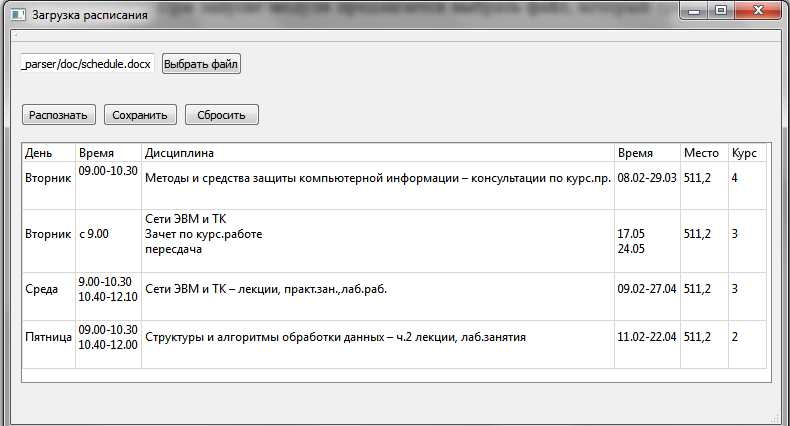 Загрузка расписания
_parser/doc/schedule.docx Выбрать файл
Распознать Сохранить Сбросить
День Время Дисциплина Время Место Курс
Вторник 09.00-10.30 Методы и средства защиты компьютерной информации – консультации по курс.пр. 08.02-29.03 511,2 4
Сети ЭВМ и ТК
Вторник с 9.00 Зачет по курс.работе 17.05 511,2 3
пересдача 24.05
9.00-10.30
Среда 10.40-12.10 Сети ЭВМ и ТК – лекции, практ.зан.,лаб.раб. 09.02-27.04 511,2 3
09.00-10.30
Пятница 10.40-12.00 Структуры и алгоритмы обработки данных – ч.2 лекции, лаб.занятия 11.02-22.04 511,2 2